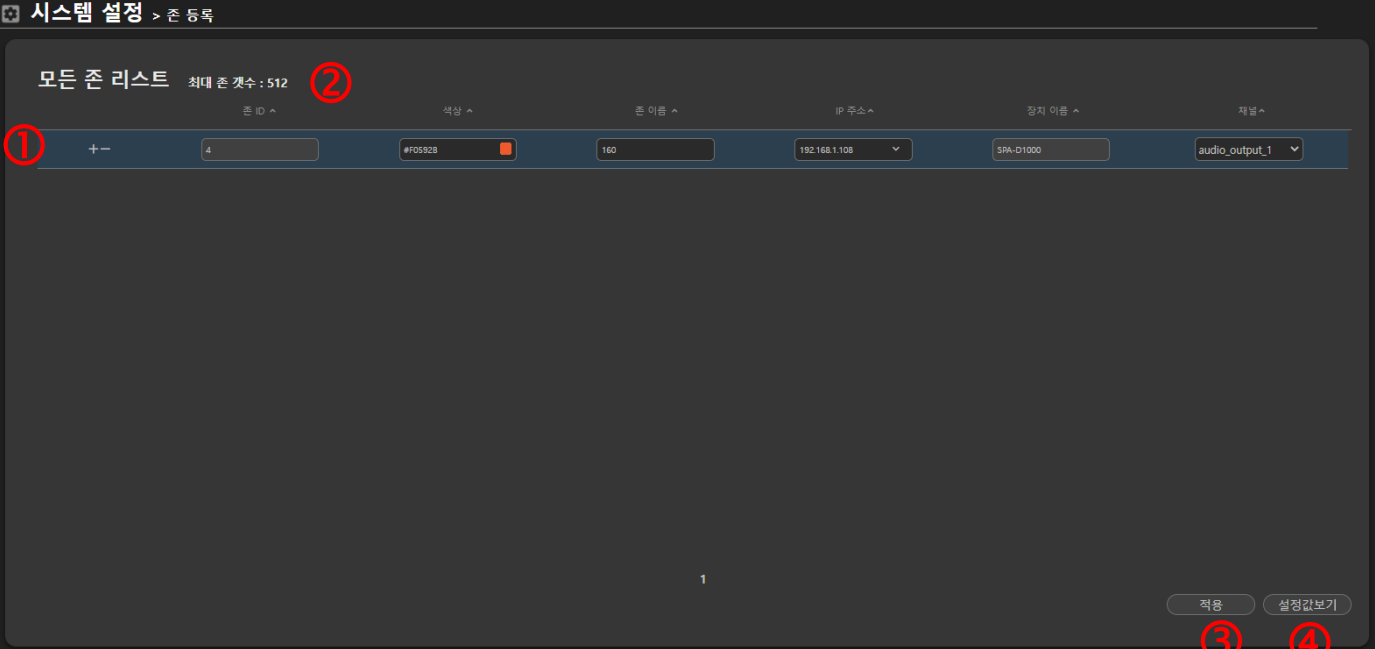 시스템 설정 > 존 등록
모든 존 리스트 최대 존 갯수 : 512 ②
존 ID ^ 색상 ^ 존 이름 ^ IP 주소 ^ 장치 이름 ^ 채널 ^
① +− 4 #F0592B 160 192.168.1.108 SPA-D1000 audio_output_1
1
적용 설정값보기
③ ④